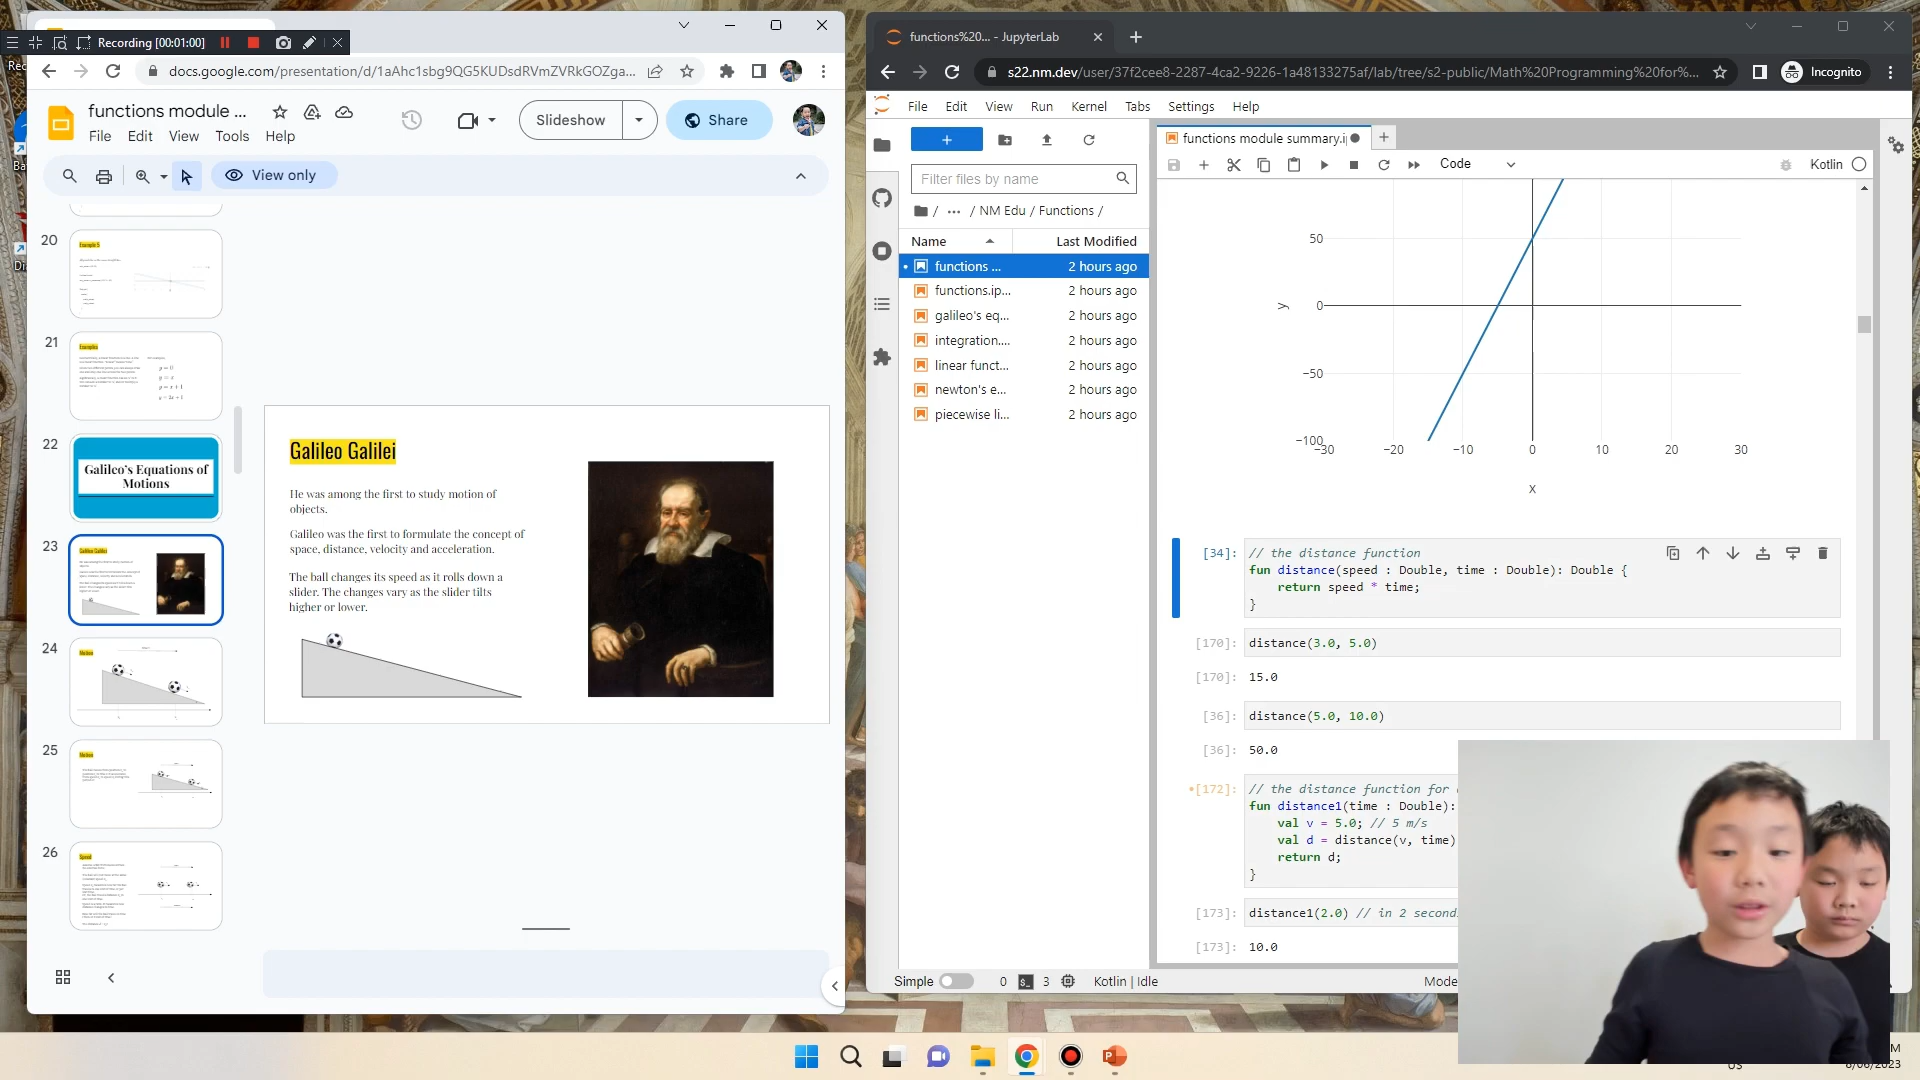 Recording [00:01:00]
docs.google.com/presentation/d/1aAhc1sbg9QG5KUDsdRVmZVRkGOZga...
functions module ...
File Edit View Tools Help
Slideshow
Share
View only
20
Example 5
21
Examples
22
Galileo's Equations of
Motions
23
Galileo Galilei
24
Motion
25
Motion
26
Speed
Galileo Galilei
He was among the first to study motion of
objects.
Galileo was the first to formulate the concept of
space, distance, velocity and acceleration.
The ball changes its speed as it rolls down a
slider. The changes vary as the slider tilts
higher or lower.
functions%20... - JupyterLab
s22.nm.dev/user/37f2cee8-2287-4ca2-9226-1a48133275af/lab/tree/s2-public/Math%20Programming%20for%...
Incognito
File Edit View Run Kernel Tabs Settings Help
Filter files by name
/ ... / NM Edu / Functions /
Name Last Modified
functions ... 2 hours ago
functions.ip... 2 hours ago
galileo's eq... 2 hours ago
integration.... 2 hours ago
linear funct... 2 hours ago
newton's e... 2 hours ago
piecewise li... 2 hours ago
functions module summary.i
Code
Kotlin
50
0
−50
−100
y
−30 −20 −10 0 10 20 30
x
[34]: // the distance function
fun distance(speed : Double, time : Double): Double {
return speed * time;
}
[170]: distance(3.0, 5.0)
[170]: 15.0
[36]: distance(5.0, 10.0)
[36]: 50.0
[172]: // the distance function for
fun distance1(time : Double):
val v = 5.0; // 5 m/s
val d = distance(v, time)
return d;
}
[173]: distance1(2.0) // in 2 second
[173]: 10.0
Simple 0 3 Kotlin | Idle
Mode